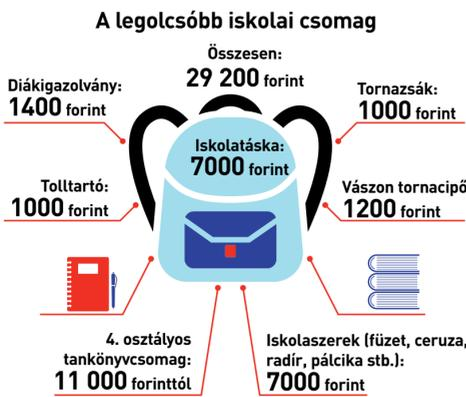 A legolcsóbb iskolai csomag
Összesen:
29 200 forint
Diákigazolvány:
1400 forint
Tornazsák:
1000 forint
Iskolatáska:
7000 forint
Tolltartó:
1000 forint
Vászon tornacipő
1200 forint
4. osztályos
tankönyvcsomag:
11 000 forinttól
Iskolaszerek (füzet, ceruza,
radír, pálcika stb.):
7000 forint